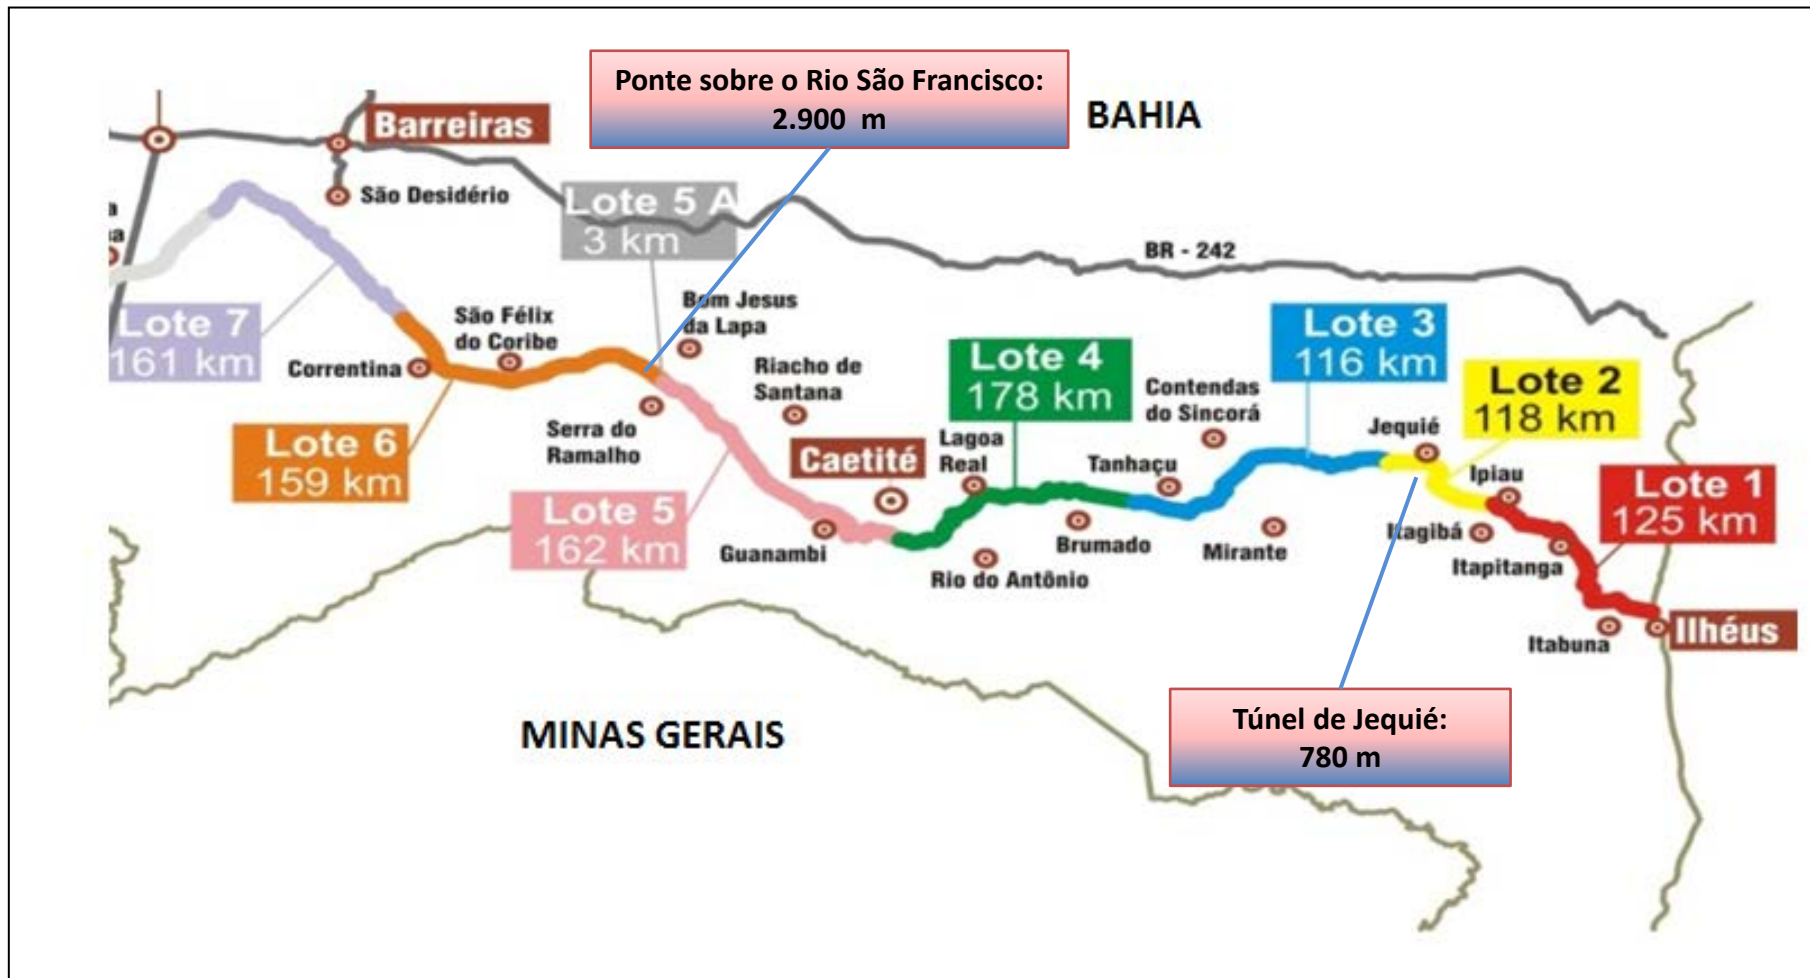 Ponte sobre o Rio São Francisco:
2.900 m
BAHIA
Barreiras
São Desidério
Lote 5 A
3 km
BR - 242
Lote 7
161 km
São Félix
do Coribe
Correntina
Bom Jesus
da Lapa
Riacho de
Santana
Serra do
Ramalho
Lote 6
159 km
Lote 5
162 km
Caetité
Guanambi
Lote 4
178 km
Lagoa
Real
Rio do Antônio
Brumado
Tanhaçu
Contendas
do Sincorá
Mirante
Lote 3
116 km
Lote 2
118 km
Jequié
Ipiau
Itagibá
Itapitanga
Lote 1
125 km
Itabuna
Ilhéus
MINAS GERAIS
Túnel de Jequié:
780 m